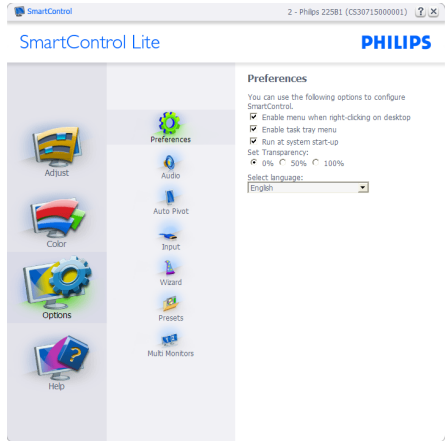 SmartControl
2 - Philips 225B1 (CS30715000001)
SmartControl Lite
PHILIPS
Adjust
Color
Options
Help
Preferences
Audio
Auto Pivot
Input
Wizard
Presets
Multi Monitors
Preferences
You can use the following options to configure
SmartControl.
Enable menu when right-clicking on desktop
Enable task tray menu
Run at system start-up
Set Transparency:
0% 50% 100%
Select language:
English